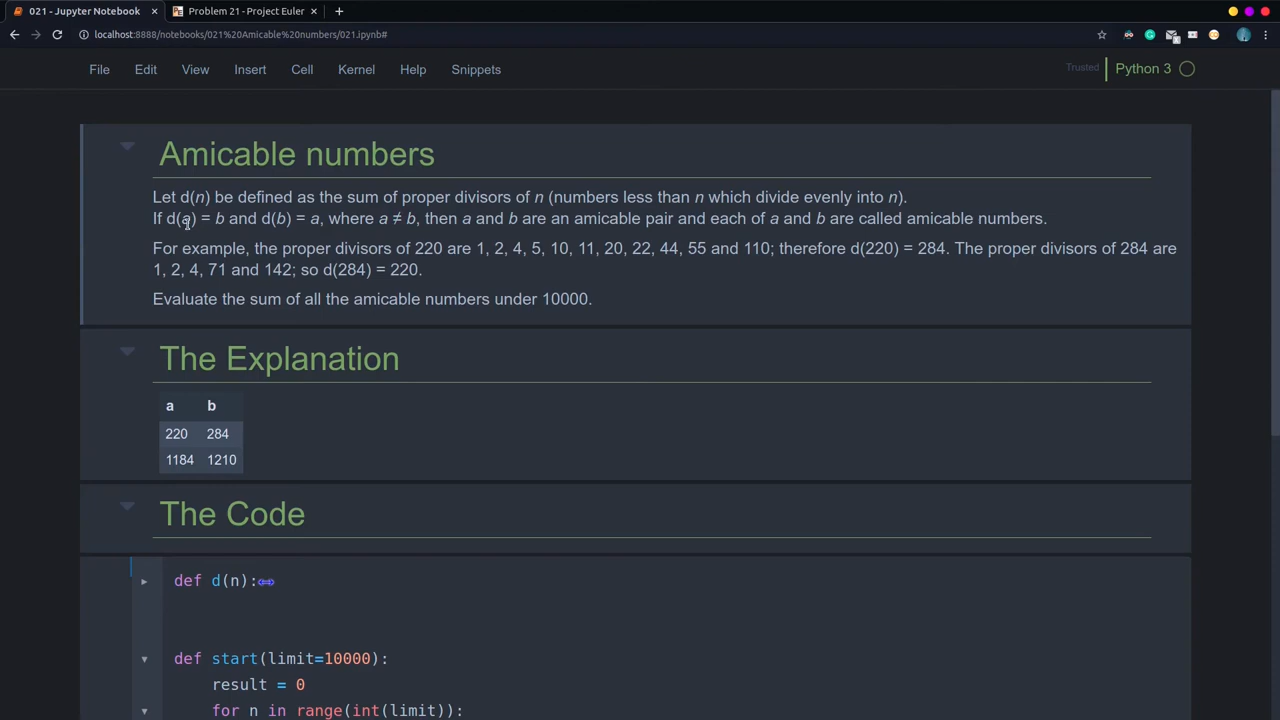 021 - Jupyter Notebook
Problem 21 - Project Euler
localhost:8888/notebooks/021%20Amicable%20numbers/021.ipynb#
File Edit View Insert Cell Kernel Help Snippets
Trusted
Python 3
Amicable numbers
Let d(n) be defined as the sum of proper divisors of n (numbers less than n which divide evenly into n).
If d(a) = b and d(b) = a, where a ≠ b, then a and b are an amicable pair and each of a and b are called amicable numbers.
For example, the proper divisors of 220 are 1, 2, 4, 5, 10, 11, 20, 22, 44, 55 and 110; therefore d(220) = 284. The proper divisors of 284 are
1, 2, 4, 71 and 142; so d(284) = 220.
Evaluate the sum of all the amicable numbers under 10000.
The Explanation
a b
220 284
1184 1210
The Code
def d(n):
def start(limit=10000):
result = 0
for n in range(int(limit)):